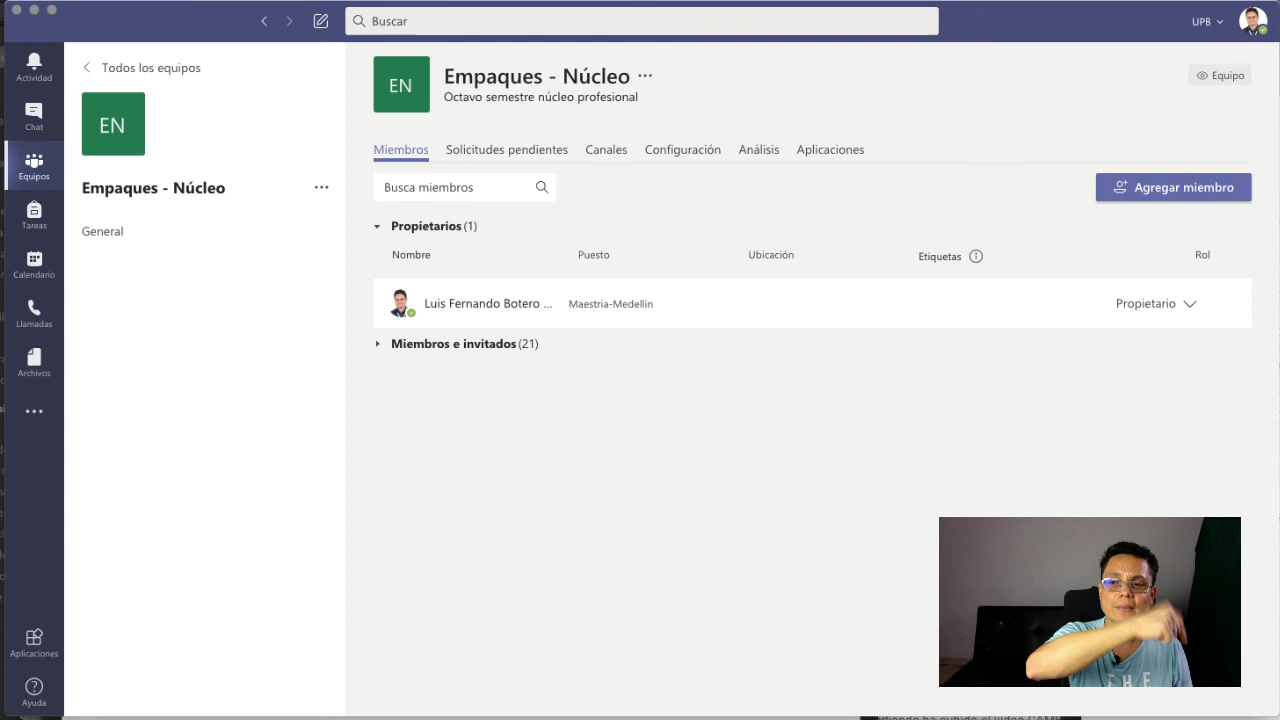 Buscar
UPB
Actividad
Chat
Equipos
Tareas
Calendario
Llamadas
Archivos
Aplicaciones
Ayuda
Todos los equipos
EN
Empaques - Núcleo
General
EN
Empaques - Núcleo
Octavo semestre núcleo profesional
Equipo
Miembros Solicitudes pendientes Canales Configuración Análisis Aplicaciones
Busca miembros
Agregar miembro
Propietarios (1)
Nombre Puesto Ubicación Etiquetas Rol
Luis Fernando Botero ... Maestria-Medellin Propietario
Miembros e invitados (21)
THE